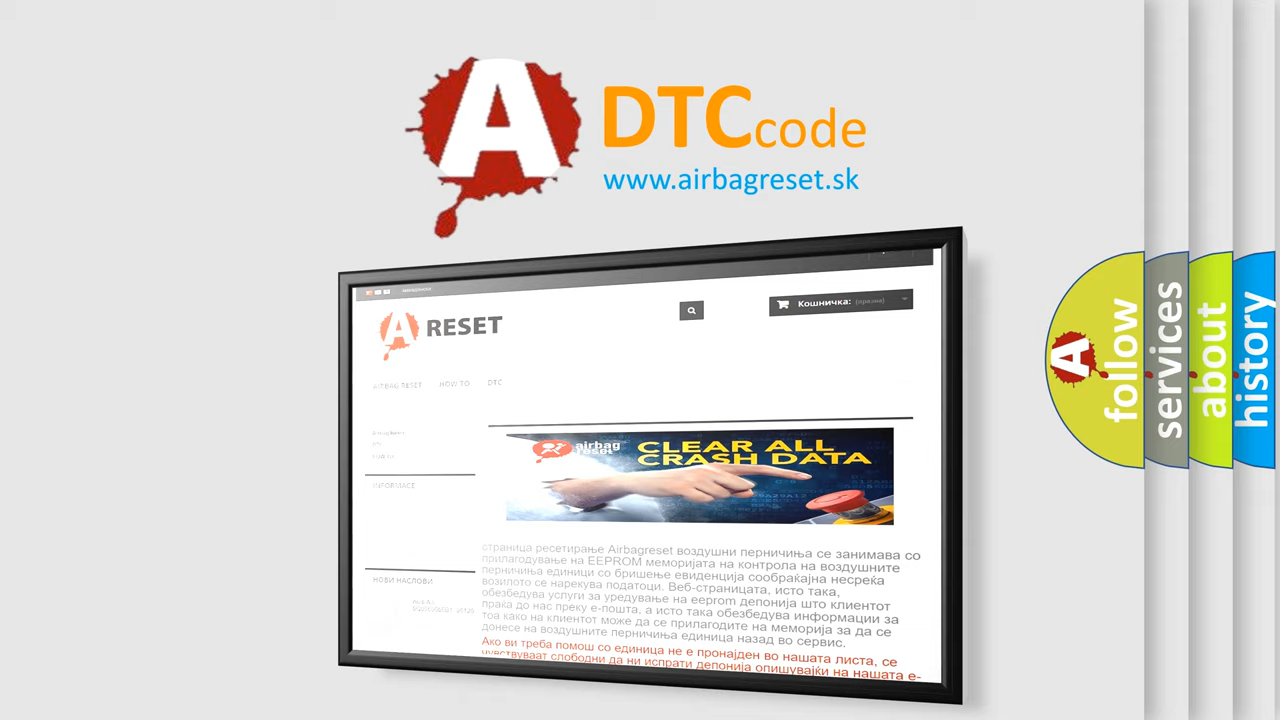 A DTC code
www.airbagreset.sk
A RESET
Кошничка: (празна)
AIRBAG RESET HOW TO DTC
airbag reset
CLEAR ALL
CRASH DATA
INFORMACE
НОВИ НАСЛОВИ
страница ресетирање Airbagreset воздушни перничиња се занимава со
прилагодување на EEPROM меморијата на контрола на воздушните
перничиња единици со бришење евиденција сообраќајна несреќа
возилото се нарекува податоци. Веб-страницата, исто така,
обезбедува услуги за уредување на eeprom депонија што клиентот
праќа до нас преку е-пошта, а исто така обезбедува информации за
тоа како на клиентот може да се прилагодите на меморија за да се
донесе на воздушните перничиња единица назад во сервис.
Ако ви треба помош со единица не е пронајден во нашата листа, се
чувствуваат слободни да ни испрати депонија опишувајќи на нашата е-
A
follow
services
about
history